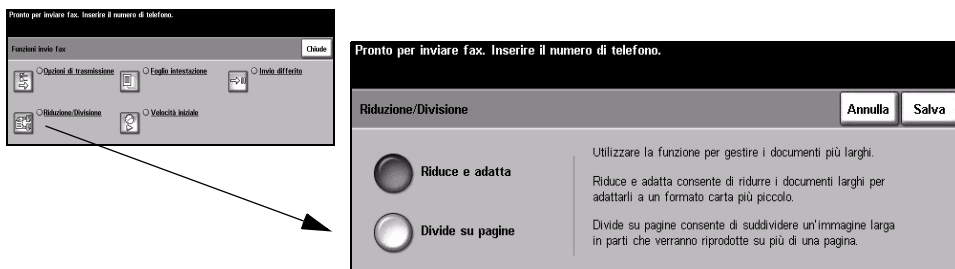 Pronto per inviare fax. Inserire il numero di telefono.
Funzioni invio fax
Chiude
Opzioni di trasmissione
Foglio intestazione
Invio differito
Riduzione/Divisione
Velocità iniziale
Pronto per inviare fax. Inserire il numero di telefono.
Riduzione/Divisione
Annulla
Salva
Riduce e adatta
Divide su pagine
Utilizzare la funzione per gestire i documenti più larghi.
Riduce e adatta consente di ridurre i documenti larghi per
adattarli a un formato carta più piccolo.
Divide su pagine consente di suddividere un'immagine larga
in parti che verranno riprodotte su più di una pagina.